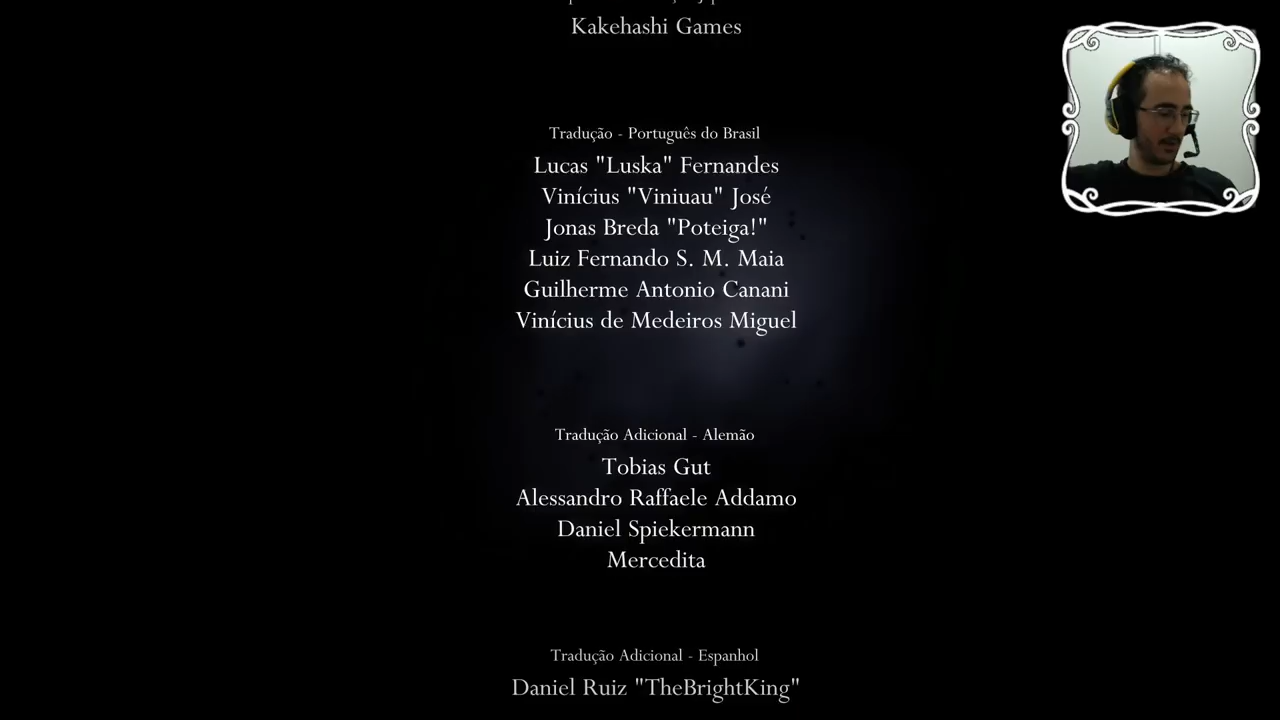 Kakehashi Games
Tradução - Português do Brasil
Lucas "Luska" Fernandes
Vinícius "Viniuau" José
Jonas Breda "Poteiga!"
Luiz Fernando S. M. Maia
Guilherme Antonio Canani
Vinícius de Medeiros Miguel
Tradução Adicional - Alemão
Tobias Gut
Alessandro Raffaele Addamo
Daniel Spiekermann
Mercedita
Tradução Adicional - Espanhol
Daniel Ruiz "TheBrightKing"